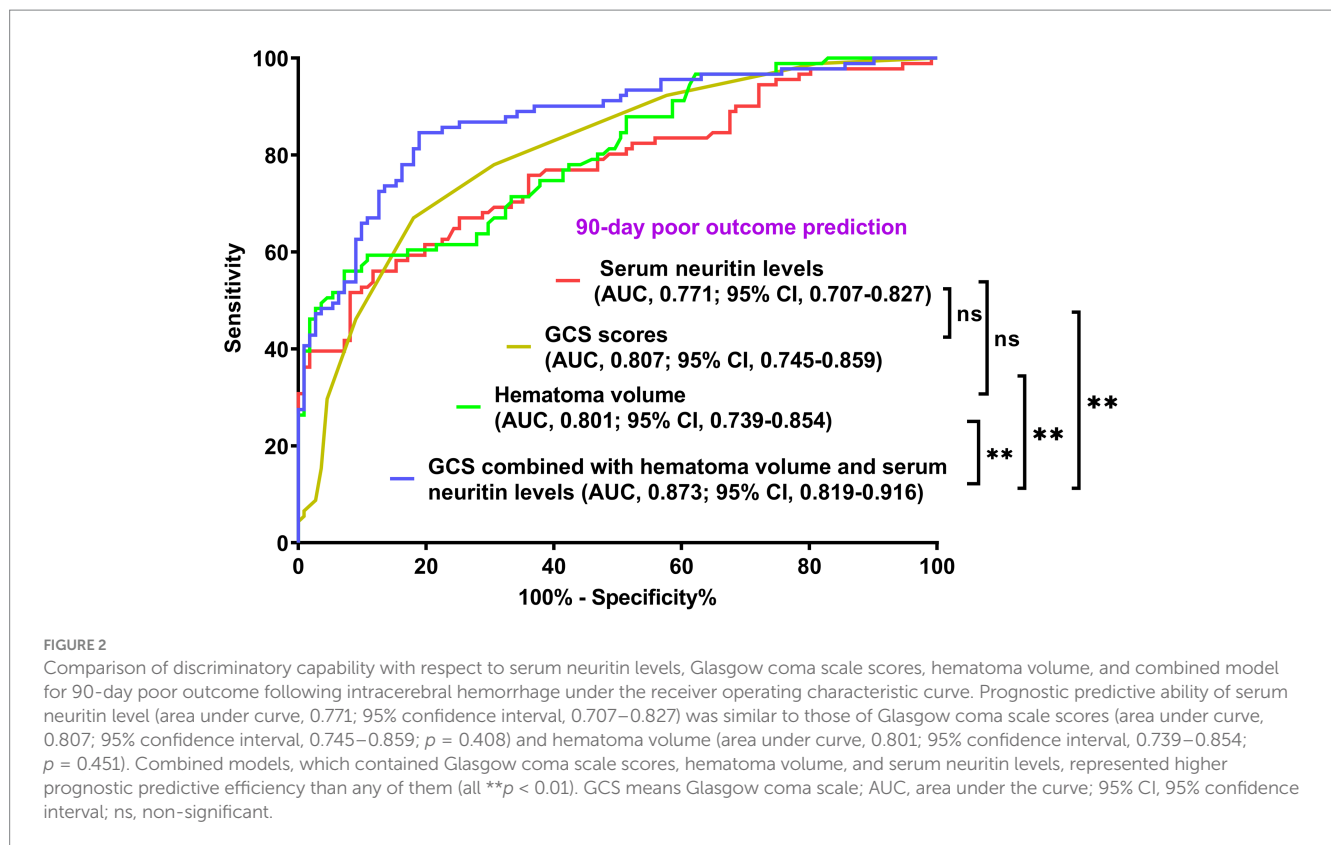 100
80
60
40
20
0
Sensitivity
0 20 40 60 80 100
100% - Specificity%
90-day poor outcome prediction
Serum neuritin levels
(AUC, 0.771; 95% CI, 0.707-0.827)
GCS scores
(AUC, 0.807; 95% CI, 0.745-0.859)
Hematoma volume
(AUC, 0.801; 95% CI, 0.739-0.854)
GCS combined with hematoma volume and serum
neuritin levels (AUC, 0.873; 95% CI, 0.819-0.916)
ns
ns
**
**
**
FIGURE 2
Comparison of discriminatory capability with respect to serum neuritin levels, Glasgow coma scale scores, hematoma volume, and combined model
for 90-day poor outcome following intracerebral hemorrhage under the receiver operating characteristic curve. Prognostic predictive ability of serum
neuritin level (area under curve, 0.771; 95% confidence interval, 0.707–0.827) was similar to those of Glasgow coma scale scores (area under curve,
0.807; 95% confidence interval, 0.745–0.859; p = 0.408) and hematoma volume (area under curve, 0.801; 95% confidence interval, 0.739–0.854;
p = 0.451). Combined models, which contained Glasgow coma scale scores, hematoma volume, and serum neuritin levels, represented higher
prognostic predictive efficiency than any of them (all **p < 0.01). GCS means Glasgow coma scale; AUC, area under the curve; 95% CI, 95% confidence
interval; ns, non-significant.